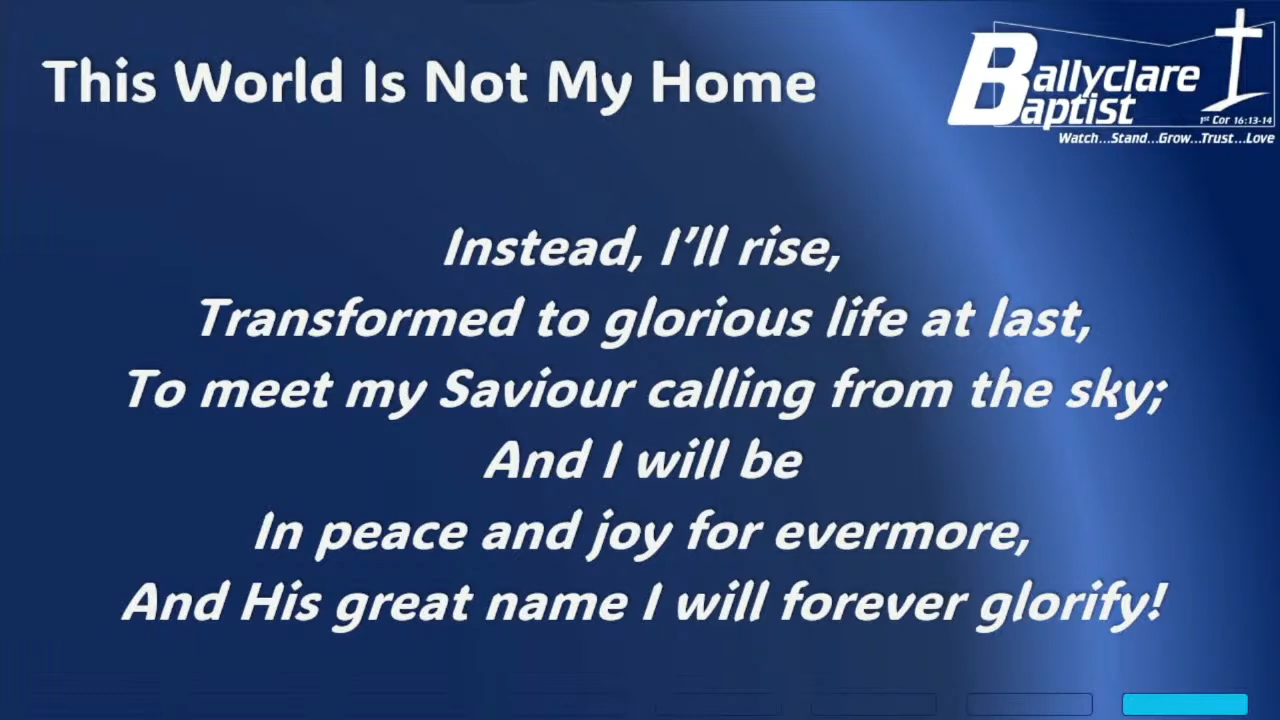 This World Is Not My Home
Ballyclare
Baptist
1st Cor 16:13-14
Watch...Stand...Grow...Trust...Love
Instead, I’ll rise,
Transformed to glorious life at last,
To meet my Saviour calling from the sky;
And I will be
In peace and joy for evermore,
And His great name I will forever glorify!